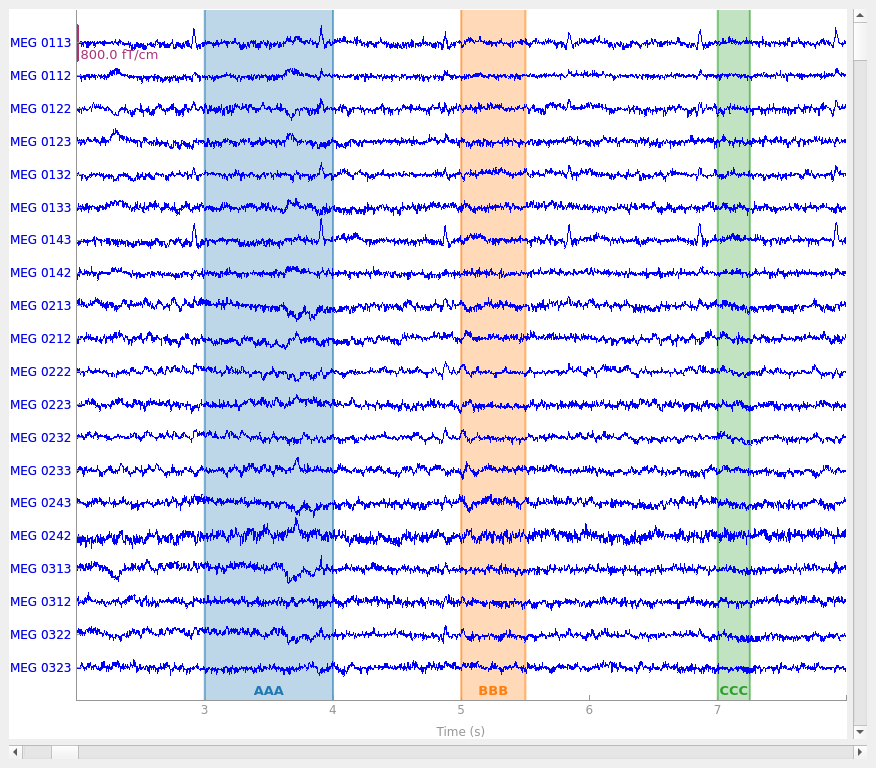 MEG 0113
800.0 fT/cm
MEG 0112
MEG 0122
MEG 0123
MEG 0132
MEG 0133
MEG 0143
MEG 0142
MEG 0213
MEG 0212
MEG 0222
MEG 0223
MEG 0232
MEG 0233
MEG 0243
MEG 0242
MEG 0313
MEG 0312
MEG 0322
MEG 0323
AAA BBB CCC
3 4 5 6 7
Time (s)